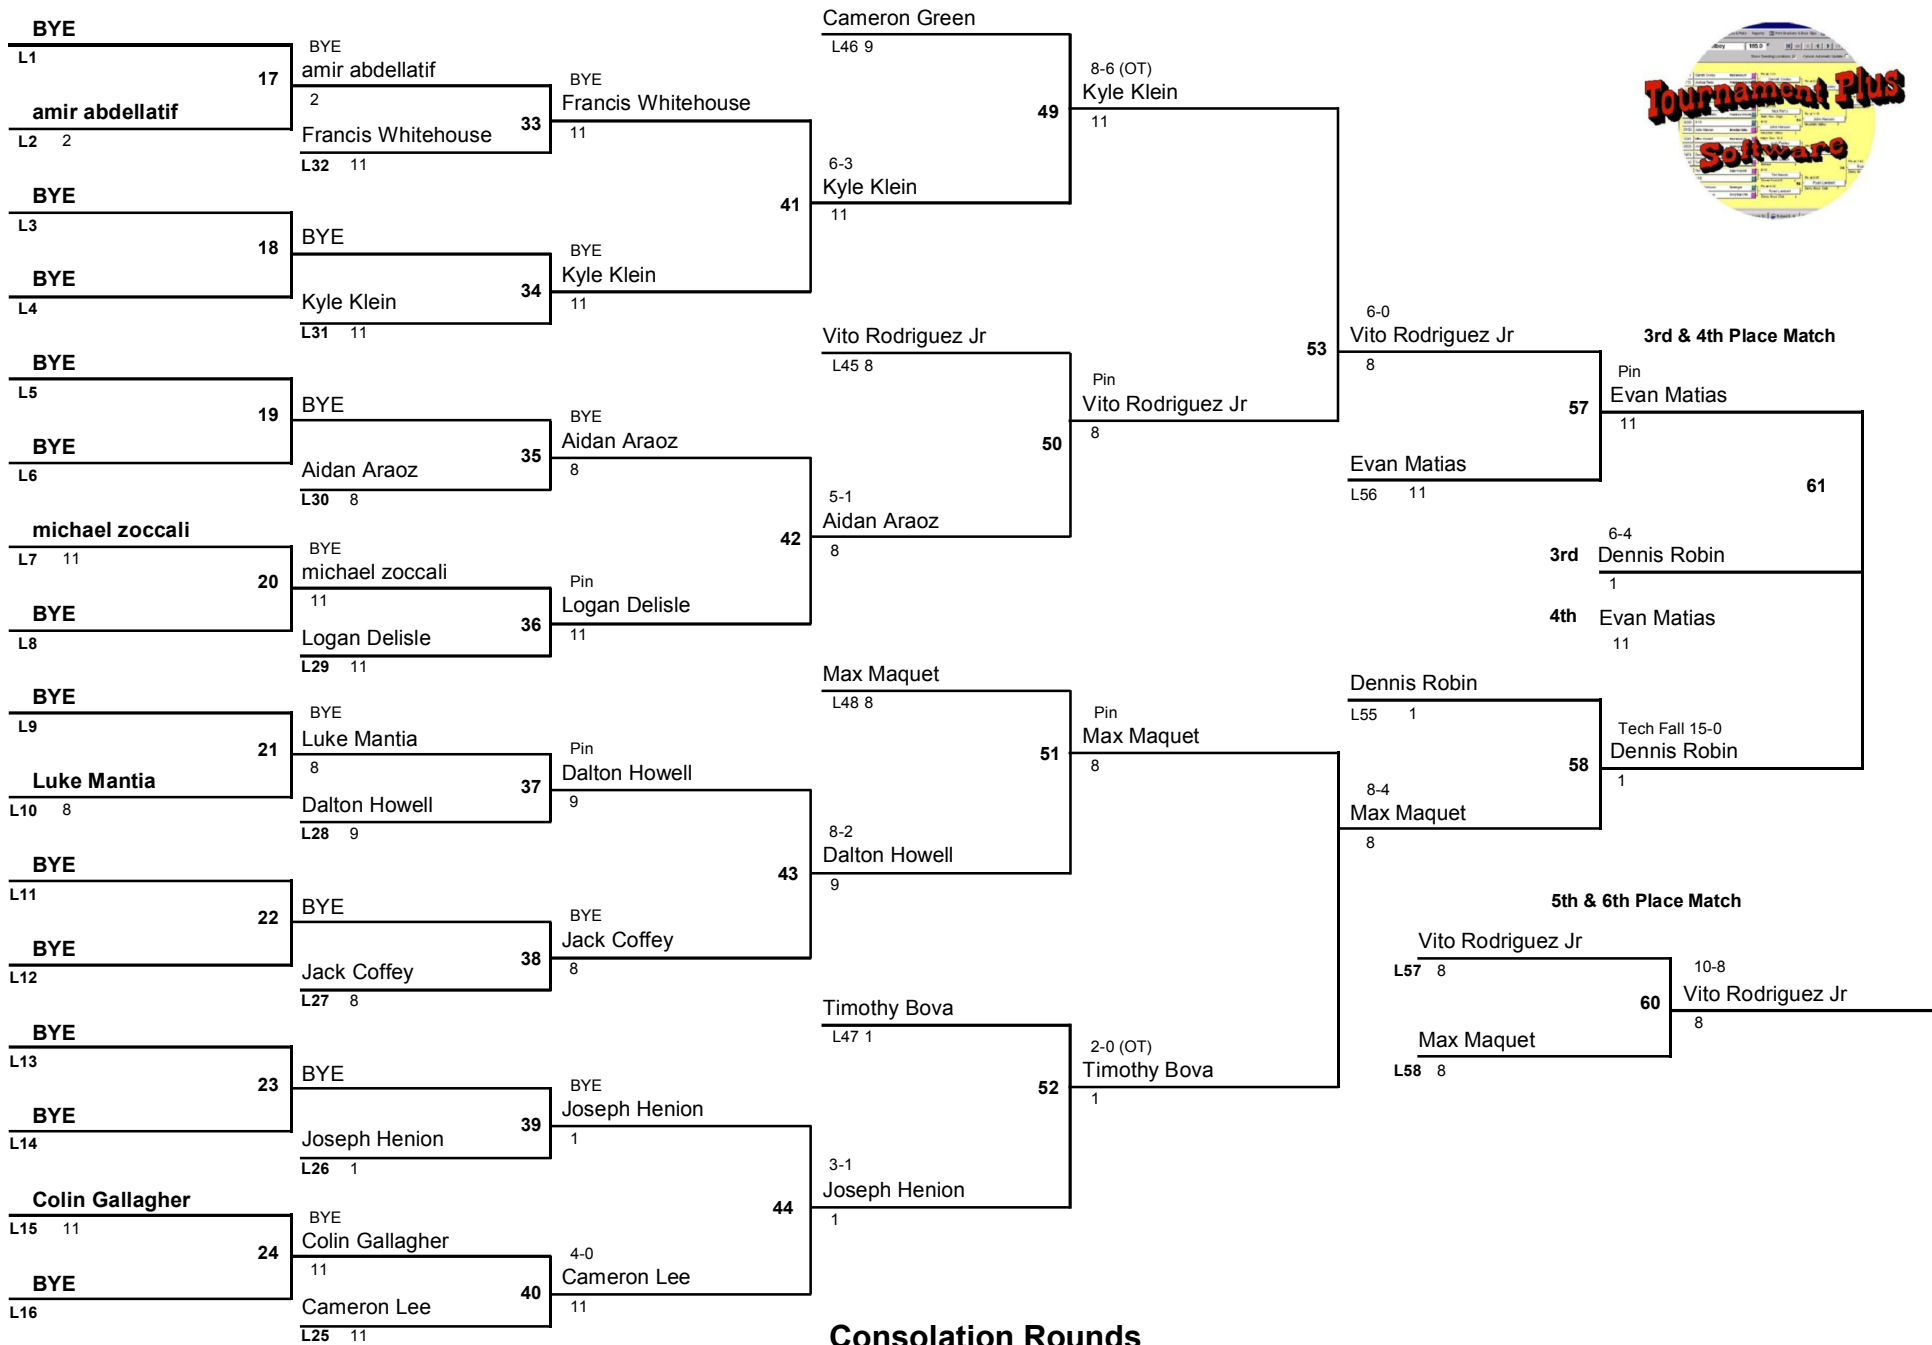 BYE
L1
17
amir abdellatif
L2 2
BYE
L3
18
BYE
L4
BYE
L5
19
BYE
L6
michael zoccali
L7 11
20
BYE
L8
BYE
L9
21
Luke Mantia
L10 8
BYE
L11
22
BYE
L12
BYE
L13
23
BYE
L14
Colin Gallagher
L15 11
24
BYE
L16
BYE
amir abdellatif
2
33
Francis Whitehouse
L32 11
BYE
34
Kyle Klein
L31 11
BYE
35
Aidan Araoz
L30 8
BYE
michael zoccali
11
36
Logan Delisle
L29 11
BYE
Luke Mantia
8
37
Dalton Howell
L28 9
BYE
38
Jack Coffey
L27 8
BYE
39
Joseph Henion
L26 1
BYE
Colin Gallagher
11
40
Cameron Lee
L25 11
BYE
Francis Whitehouse
11
41
BYE
Kyle Klein
11
BYE
Aidan Araoz
8
42
Pin
Logan Delisle
11
Pin
Dalton Howell
9
43
BYE
Jack Coffey
8
BYE
Joseph Henion
1
44
4-0
Cameron Lee
11
Cameron Green
L46 9
49
6-3
Kyle Klein
11
Vito Rodriguez Jr
L45 8
50
5-1
Aidan Araoz
8
Max Maquet
L48 8
51
8-2
Dalton Howell
9
Timothy Bova
L47 1
52
3-1
Joseph Henion
1
8-6 (OT)
Kyle Klein
11
53
Pin
Vito Rodriguez Jr
8
Pin
Max Maquet
8
2-0 (OT)
Timothy Bova
1
6-0
Vito Rodriguez Jr
8
57
Evan Matias
L56 11
Dennis Robin
L55 1
58
8-4
Max Maquet
8
Tournament Plus
Software
3rd & 4th Place Match
Pin
Evan Matias
11
61
6-4
3rd Dennis Robin
1
4th Evan Matias
11
Tech Fall 15-0
Dennis Robin
1
5th & 6th Place Match
Vito Rodriguez Jr
L57 8
60
Max Maquet
L58 8
10-8
Vito Rodriguez Jr
8
Consolation Rounds